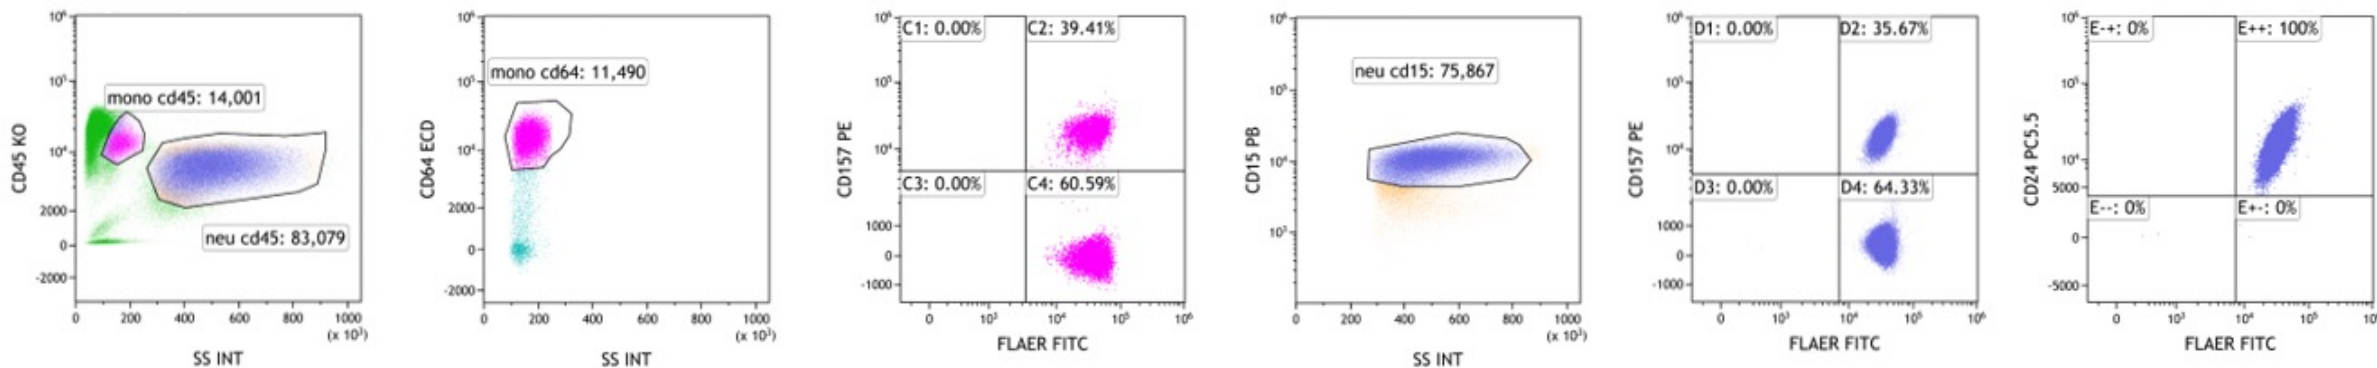 10⁶
10⁵
10⁴
2000
0
-2000
CD45 KO
mono cd45: 14,001
neu cd45: 83,079
0 200 400 600 800 1000
(x 10³)
SS INT
10⁶
10⁵
10⁴
2000
0
-2000
CD64 ECD
mono cd64: 11,490
0 200 400 600 800 1000
(x 10³)
SS INT
10⁶
10⁵
10⁴
1000
0
-1000
CD157 PE
C1: 0.00% C2: 39.41%
C3: 0.00% C4: 60.59%
0 10³ 10⁴ 10⁵ 10⁶
FLAER FITC
10⁶
10⁵
10⁴
10³
CD15 PB
neu cd15: 75,867
0 200 400 600 800 1000
(x 10³)
SS INT
10⁶
10⁵
10⁴
1000
0
-1000
CD157 PE
D1: 0.00% D2: 35.67%
D3: 0.00% D4: 64.33%
0 10³ 10⁴ 10⁵ 10⁶
FLAER FITC
10⁶
10⁵
10⁴
5000
0
-5000
CD24 PC5.5
E-+: 0% E++: 100%
E--: 0% E+-: 0%
0 10³ 10⁴ 10⁵
FLAER FITC